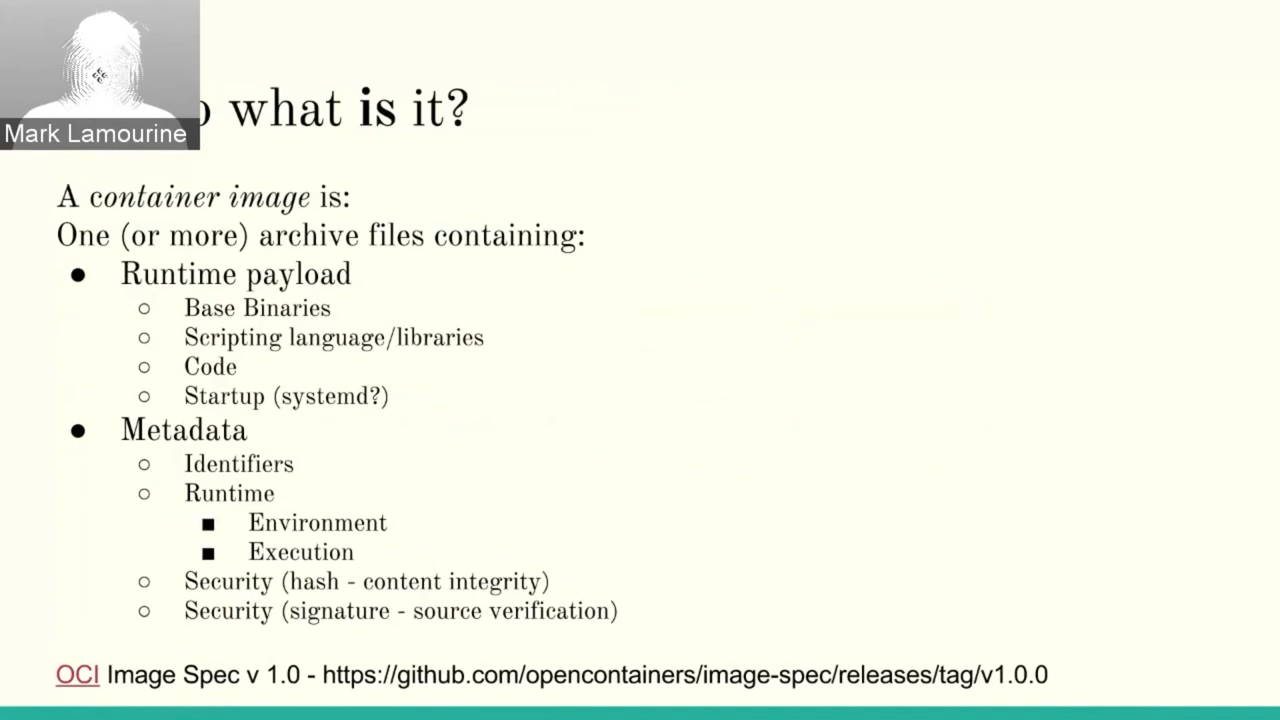 what is it?
Mark Lamourine
A container image is:
One (or more) archive files containing:
● Runtime payload
○ Base Binaries
○ Scripting language/libraries
○ Code
○ Startup (systemd?)
● Metadata
○ Identifiers
○ Runtime
■ Environment
■ Execution
○ Security (hash - content integrity)
○ Security (signature - source verification)
OCI Image Spec v 1.0 - https://github.com/opencontainers/image-spec/releases/tag/v1.0.0